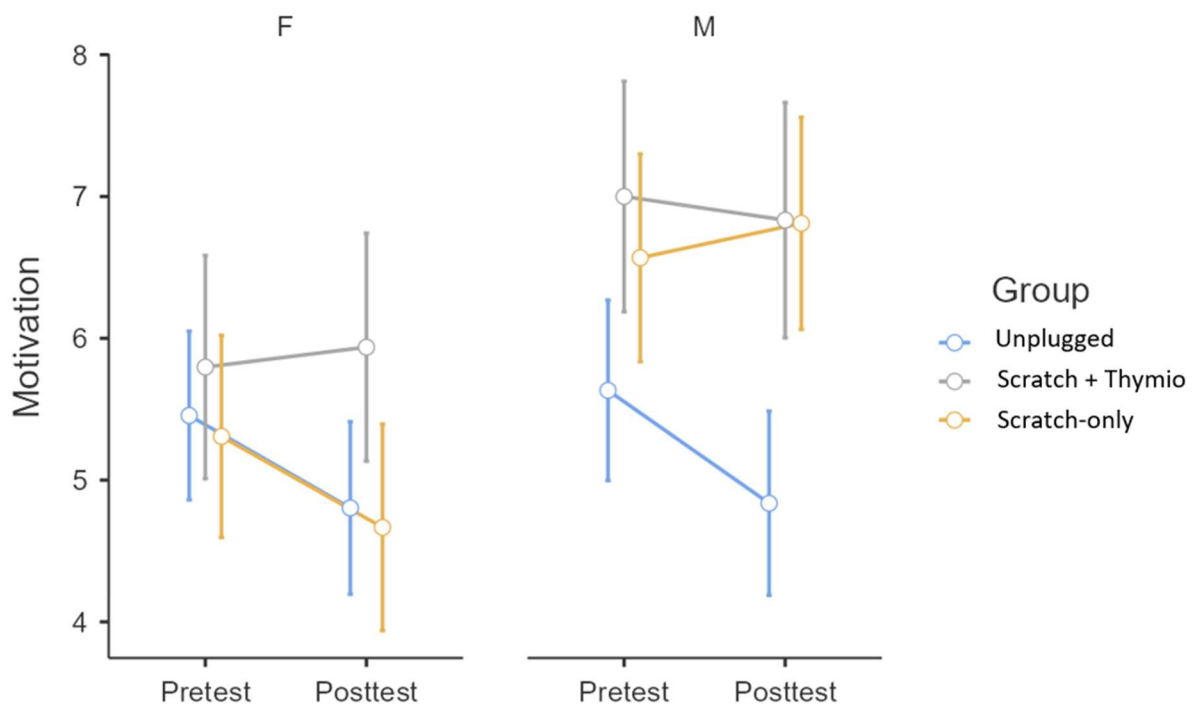 F
M
8
7
6
5
4
Motivation
Pretest
Posttest
Pretest
Posttest
Group
Unplugged
Scratch + Thymio
Scratch-only